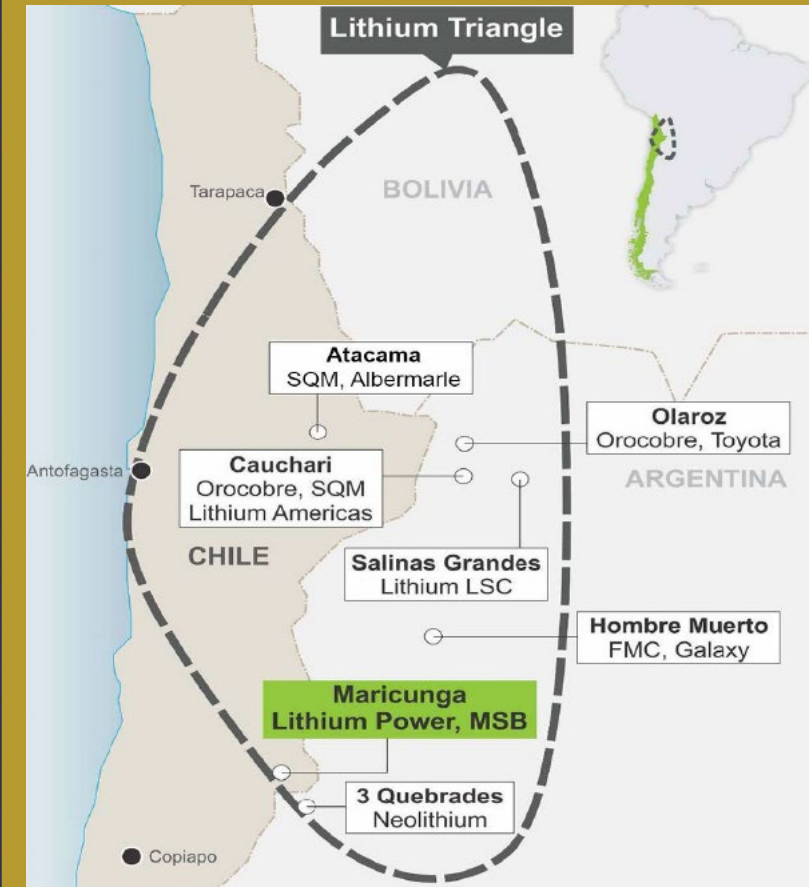 Lithium Triangle
Tarapaca
BOLIVIA
Atacama
SQM, Albermarle
Olaroz
Orocobre, Toyota
Antofagasta
Cauchari
Orocobre, SQM
Lithium Americas
ARGENTINA
CHILE
Salinas Grandes
Lithium LSC
Hombre Muerto
FMC, Galaxy
Maricunga
Lithium Power, MSB
3 Quebrades
Neolithium
Copiapo